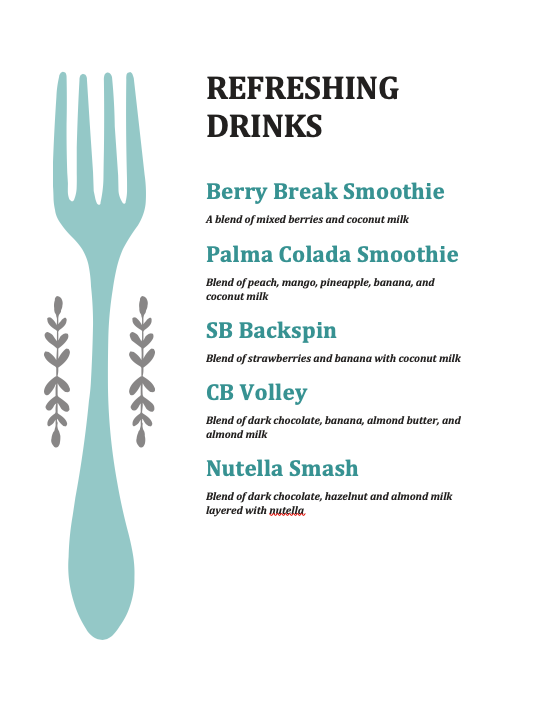 REFRESHING
DRINKS
Berry Break Smoothie
A blend of mixed berries and coconut milk
Palma Colada Smoothie
Blend of peach, mango, pineapple, banana, and
coconut milk
SB Backspin
Blend of strawberries and banana with coconut milk
CB Volley
Blend of dark chocolate, banana, almond butter, and
almond milk
Nutella Smash
Blend of dark chocolate, hazelnut and almond milk
layered with nutella